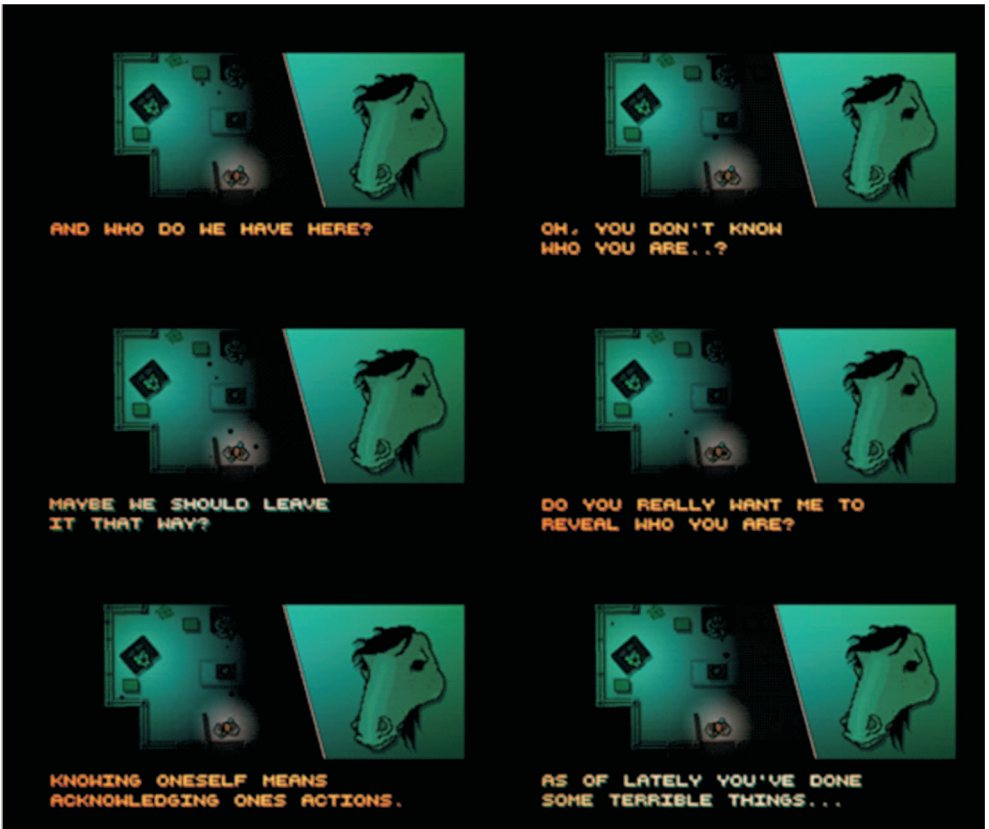 AND WHO DO WE HAVE HERE?
OH, YOU DON'T KNOW
WHO YOU ARE..?
MAYBE WE SHOULD LEAVE
IT THAT WAY?
DO YOU REALLY WANT ME TO
REVEAL WHO YOU ARE?
KNOWING ONESELF MEANS
ACKNOWLEDGING ONES ACTIONS.
AS OF LATELY YOU'VE DONE
SOME TERRIBLE THINGS...